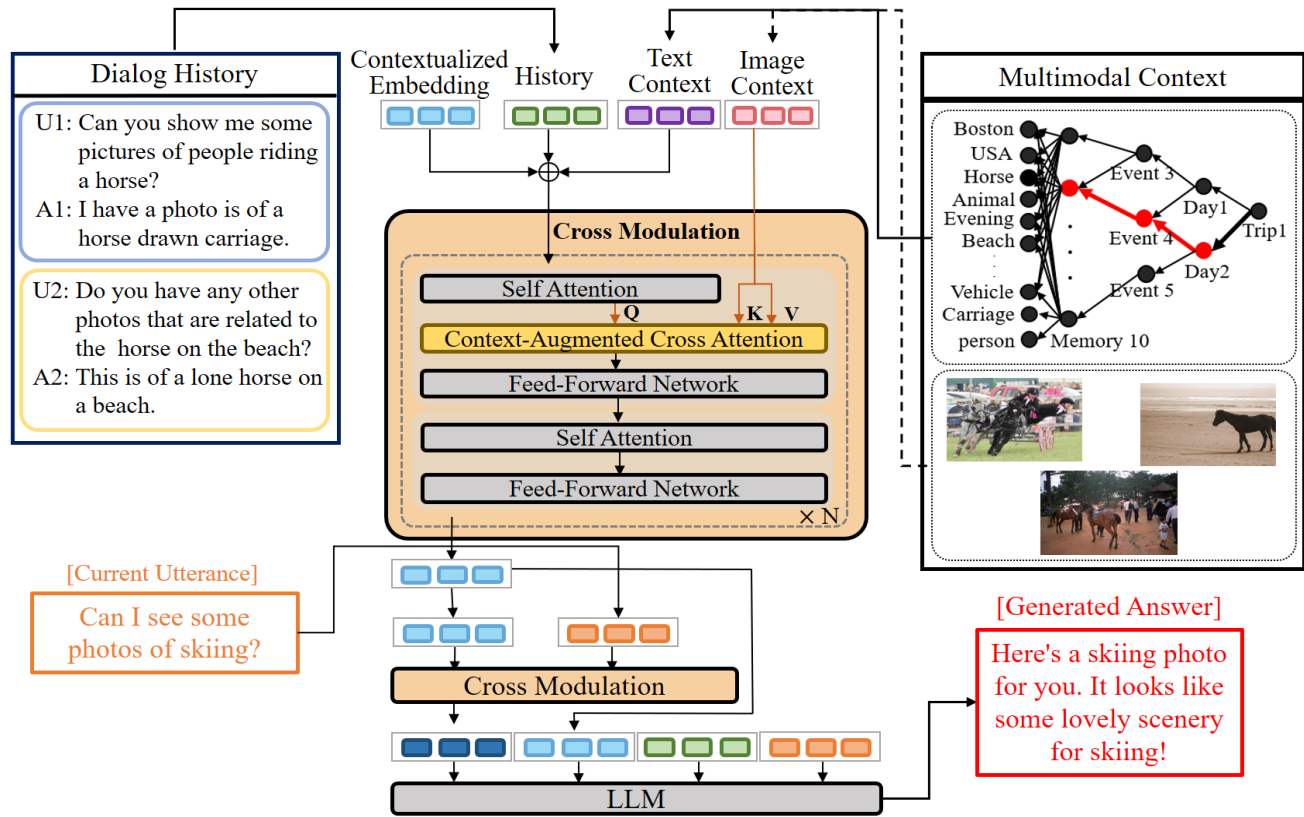 Dialog History
U1: Can you show me some
pictures of people riding
a horse?
A1: I have a photo is of a
horse drawn carriage.
U2: Do you have any other
photos that are related to
the horse on the beach?
A2: This is of a lone horse on
a beach.
Contextualized
Embedding
History
Text
Context
Image
Context
Cross Modulation
Self Attention
Q
K
V
Context-Augmented Cross Attention
Feed-Forward Network
Self Attention
Feed-Forward Network
× N
Multimodal Context
Boston
USA
Horse
Animal
Evening
Beach
Vehicle
Carriage
person
Event 3
Day1
Trip1
Event 4
Day2
Event 5
Memory 10
[Current Utterance]
Can I see some
photos of skiing?
Cross Modulation
LLM
[Generated Answer]
Here's a skiing photo
for you. It looks like
some lovely scenery
for skiing!